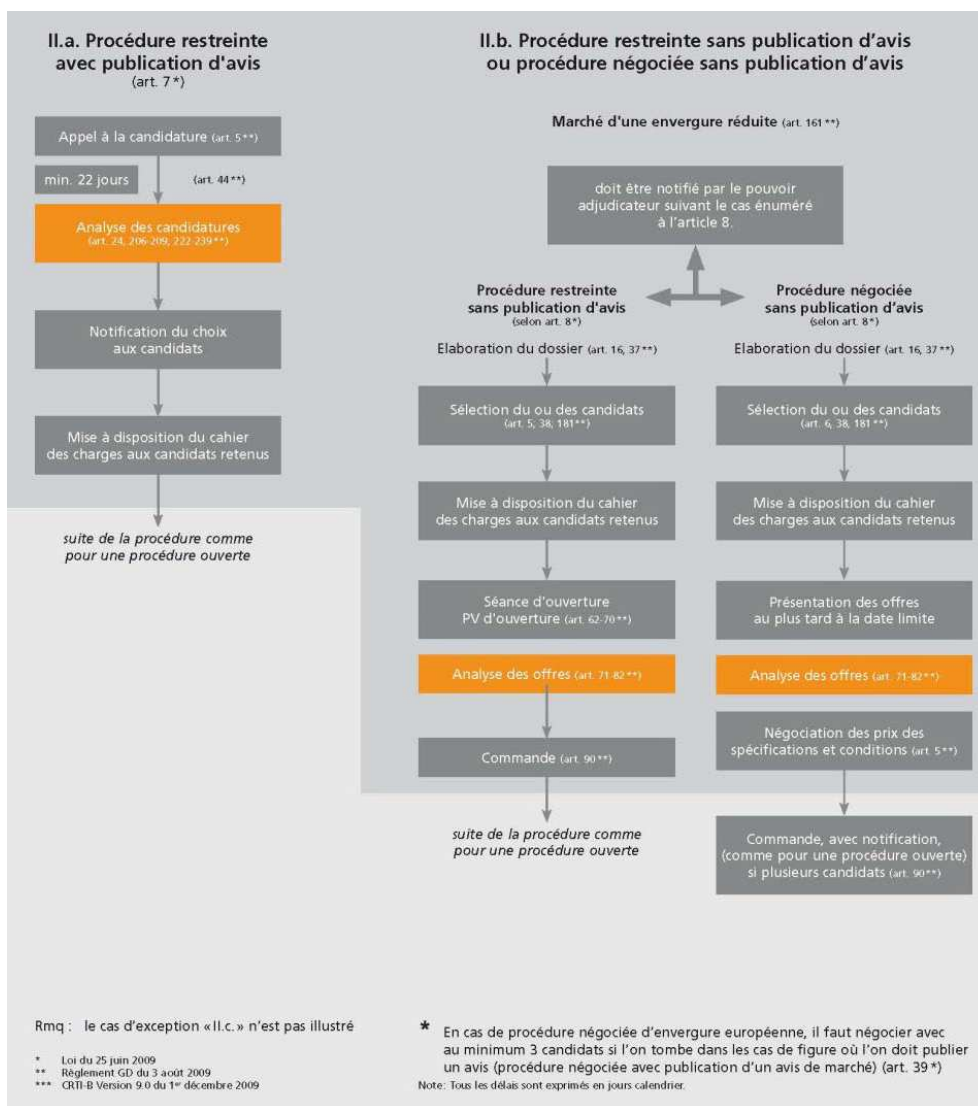 II.a. Procédure restreinte
avec publication d'avis
(art. 7*)
Appel à la candidature (art. 5**)
min. 22 jours
(art. 44**)
Analyse des candidatures
(art. 24, 206-209, 222-239**)
Notification du choix
aux candidats
Mise à disposition du cahier
des charges aux candidats retenus
suite de la procédure comme
pour une procédure ouverte
II.b. Procédure restreinte sans publication d'avis
ou procédure négociée sans publication d'avis
Marché d'une envergure réduite (art. 161**)
doit être notifié par le pouvoir
adjudicateur suivant le cas énuméré
à l'article 8.
Procédure restreinte
sans publication d'avis
(selon art. 8*)
Elaboration du dossier (art. 16, 37**)
Sélection du ou des candidats
(art. 5, 38, 181**)
Mise à disposition du cahier
des charges aux candidats retenus
Séance d'ouverture
PV d'ouverture (art. 62-70**)
Analyse des offres (art. 71-82**)
Commande (art. 90**)
suite de la procédure comme
pour une procédure ouverte
Procédure négociée
sans publication d'avis
(selon art. 8*)
Elaboration du dossier (art. 16, 37**)
Sélection du ou des candidats
(art. 6, 38, 181**)
Mise à disposition du cahier
des charges aux candidats retenus
Présentation des offres
au plus tard à la date limite
Analyse des offres (art. 71-82**)
Négociation des prix des
spécifications et conditions (art. 5**)
Commande, avec notification,
(comme pour une procédure ouverte)
si plusieurs candidats (art. 90**)
Rmq : le cas d'exception «II.c.» n'est pas illustré
* Loi du 25 juin 2009
** Règlement GD du 3 août 2009
*** CRTI-B Version 9.0 du 1er décembre 2009
* En cas de procédure négociée d'envergure européenne, il faut négocier avec
au minimum 3 candidats si l'on tombe dans les cas de figure où l'on doit publier
un avis (procédure négociée avec publication d'un avis de marché) (art. 39*)
Note: Tous les délais sont exprimés en jours calendrier.